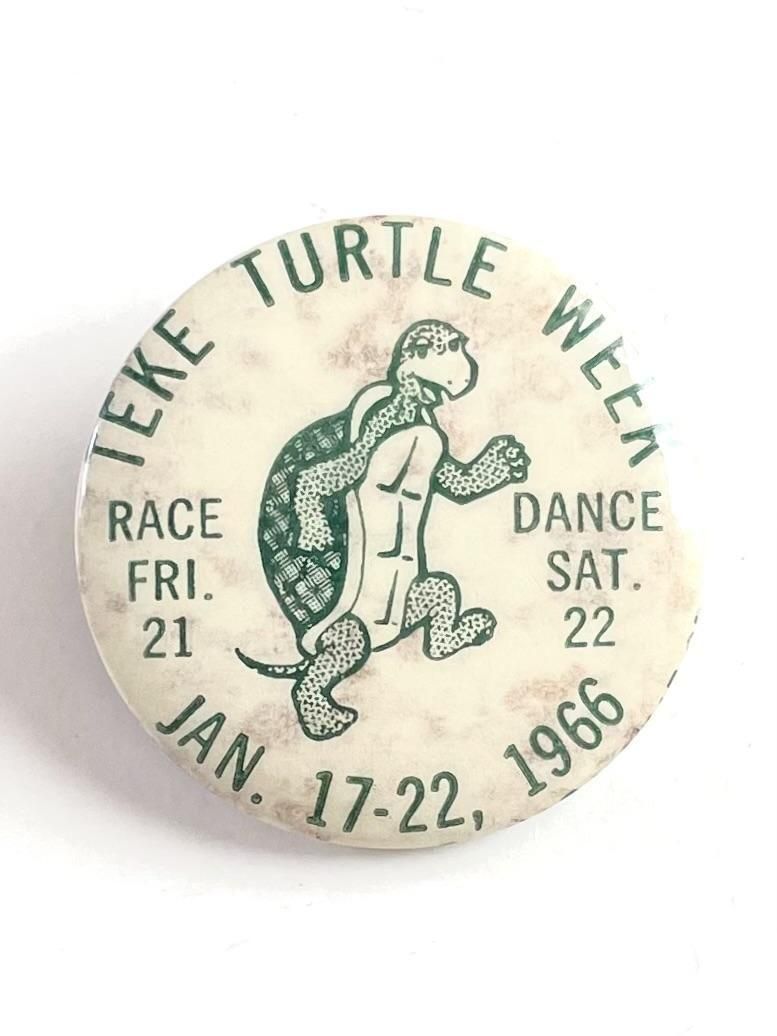 TEKE TURTLE WEEK
RACE
FRI.
21
DANCE
SAT.
22
JAN. 17-22, 1966